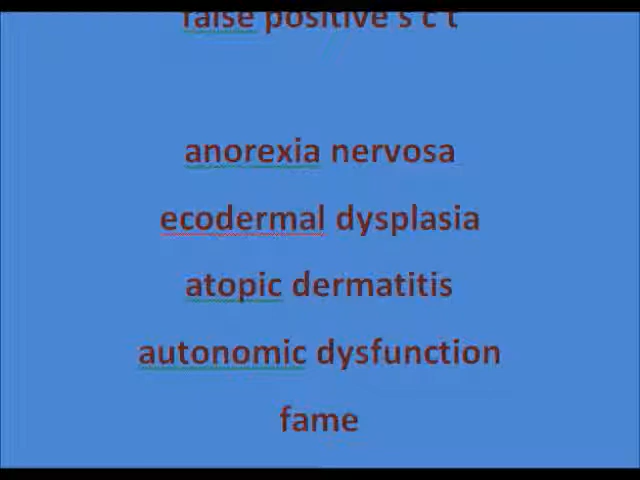 false positive s c t
anorexia nervosa
ecodermal dysplasia
atopic dermatitis
autonomic dysfunction
fame